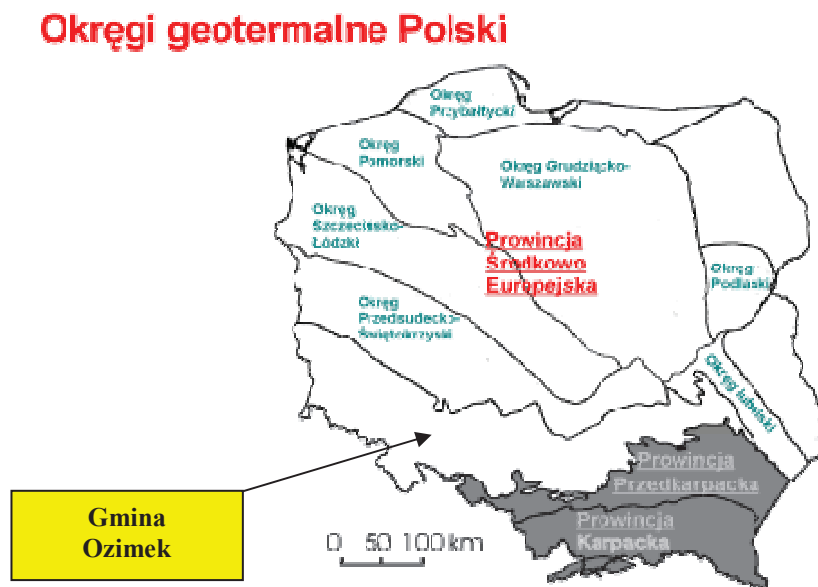 Okręgi geotermalne Polski
Okręg
Przybałtycki
Okręg
Pomorski
Okręg Grudziącko-
Warszawski
Okręg
Szczecińsko-
Łódzki
Prowincja
Środkowo
Europejska
Okręg
Podlaski
Okręg
Przedsudecko-
Świętokrzyski
Okręg lubelski
Prowincja
Przedkarpacka
Prowincja
Karpacka
Gmina
Ozimek
0 50 100 km